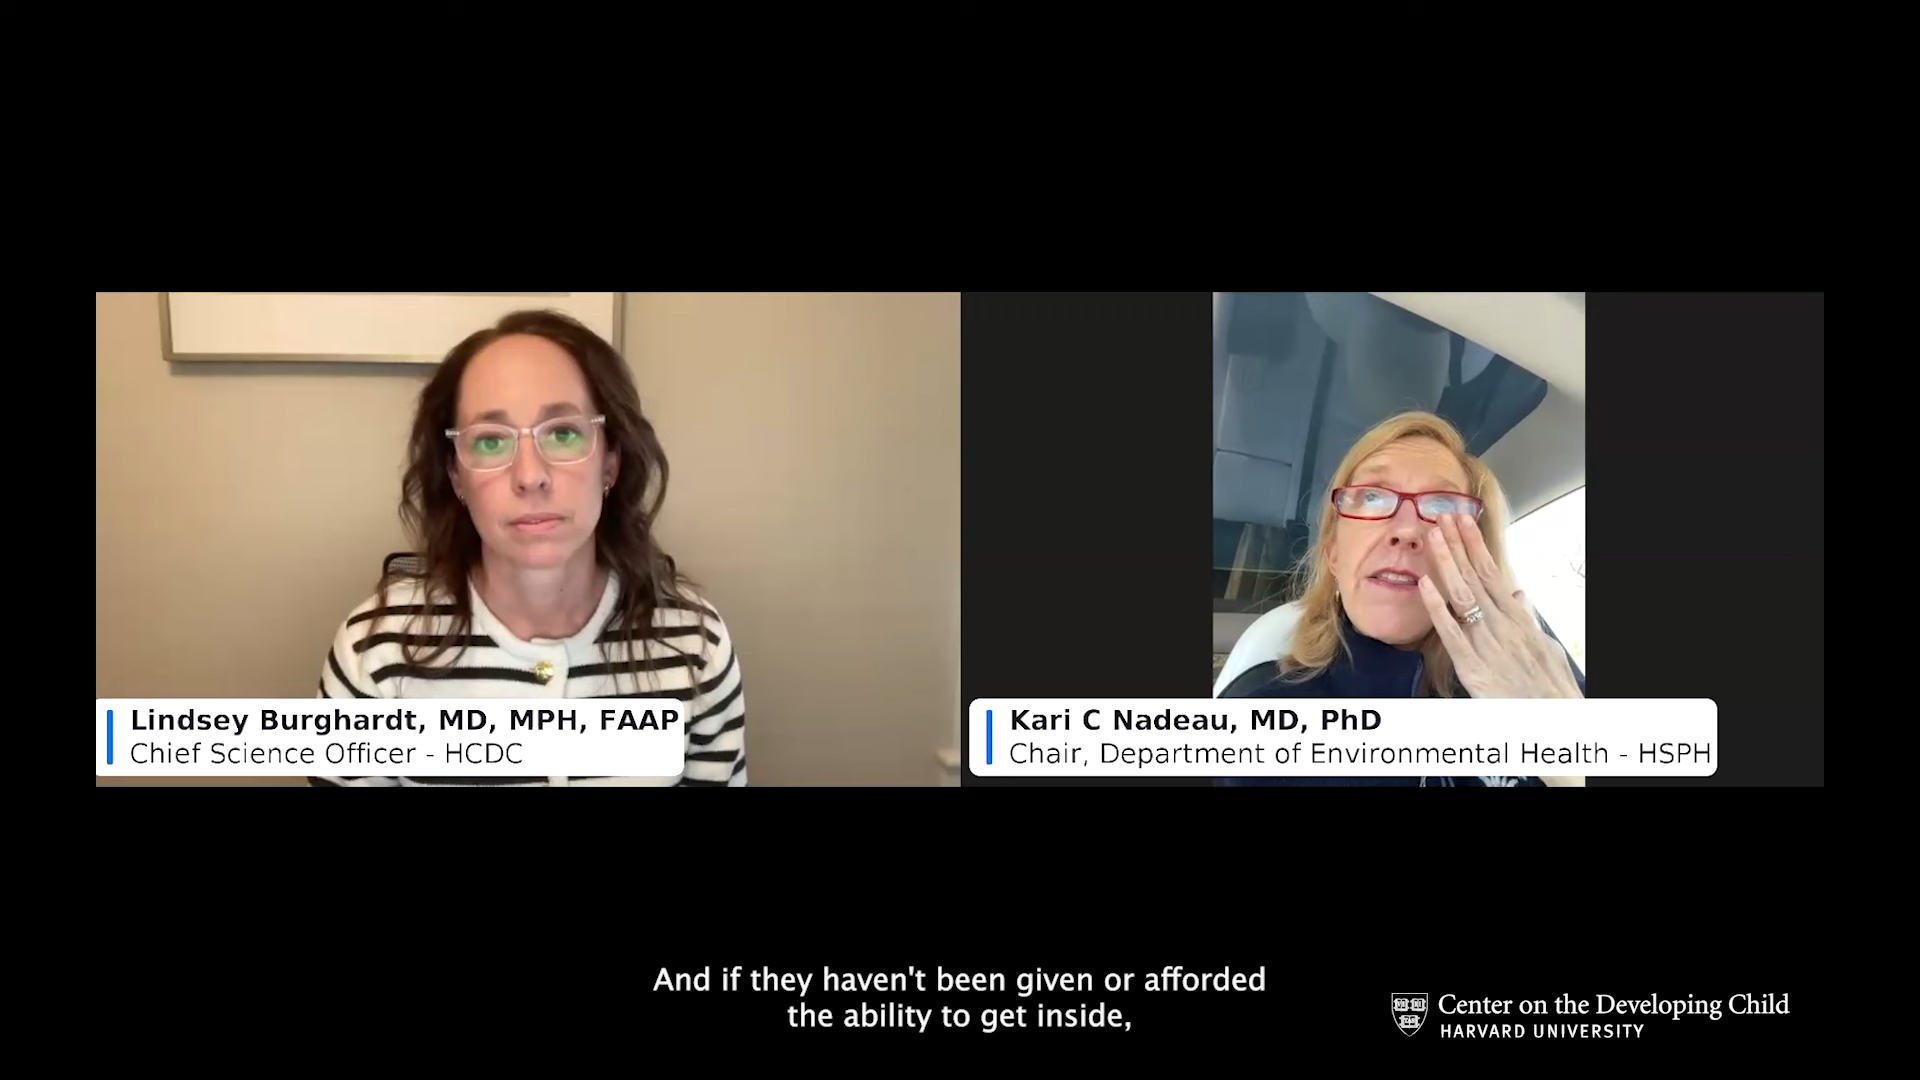 Lindsey Burghardt, MD, MPH, FAAP
Chief Science Officer - HCDC
Kari C Nadeau, MD, PhD
Chair, Department of Environmental Health - HSPH
And if they haven't been given or afforded
the ability to get inside,
Center on the Developing Child
HARVARD UNIVERSITY